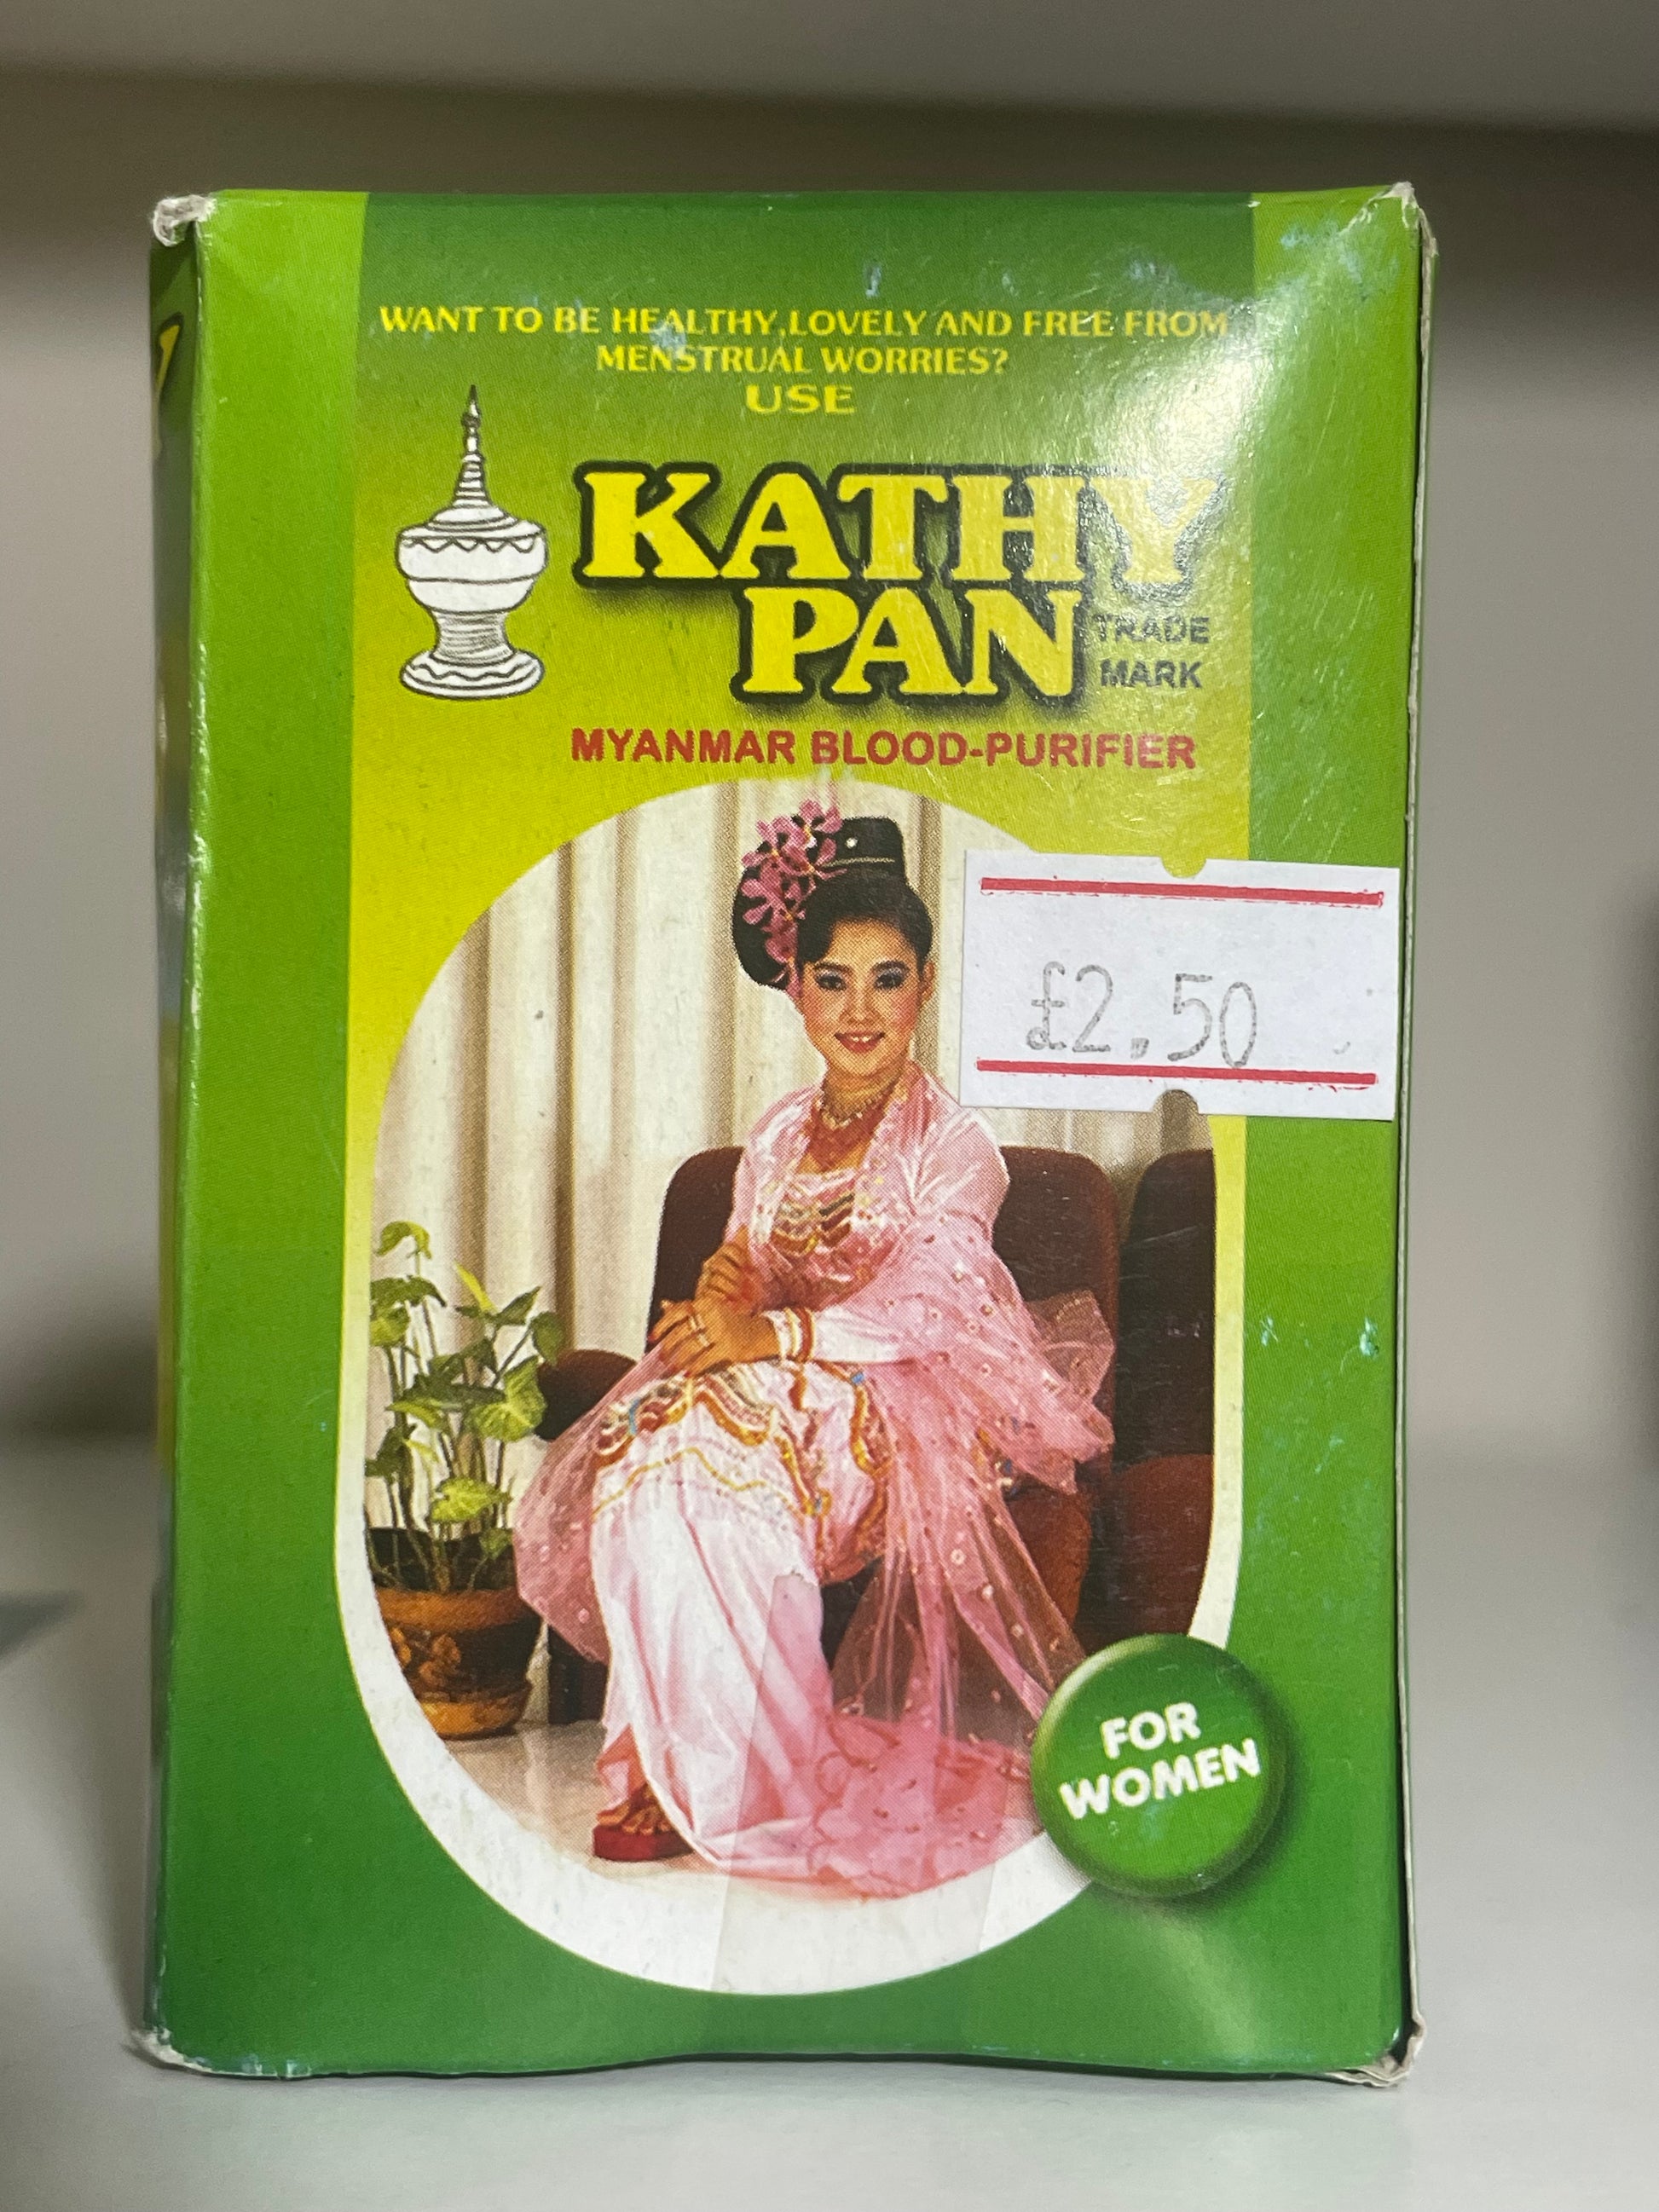 WANT TO BE HEALTHY,LOVELY AND FREE FROM
MENSTRUAL WORRIES?
USE
KATHY
PAN
TRADE
MARK
MYANMAR BLOOD-PURIFIER
£2.50
FOR
WOMEN